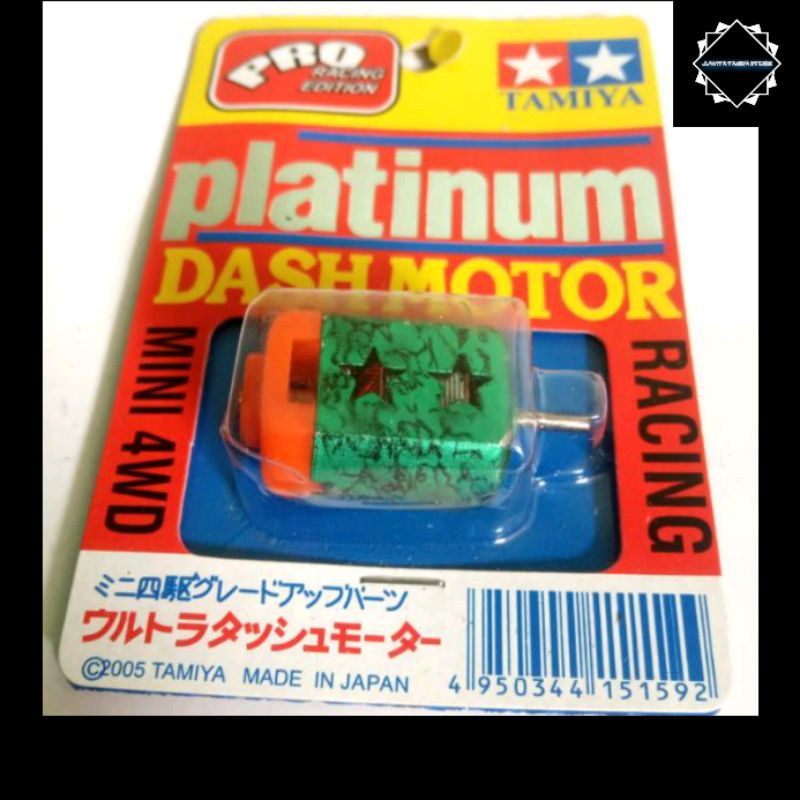 PRO
RACING
EDITION
TAMIYA
platinum
DASH MOTOR
MINI 4WD
RACING
ミニ四駆グレードアップパーツ
ウルトラダッシュモーター
©2005 TAMIYA MADE IN JAPAN
4 950344 151592